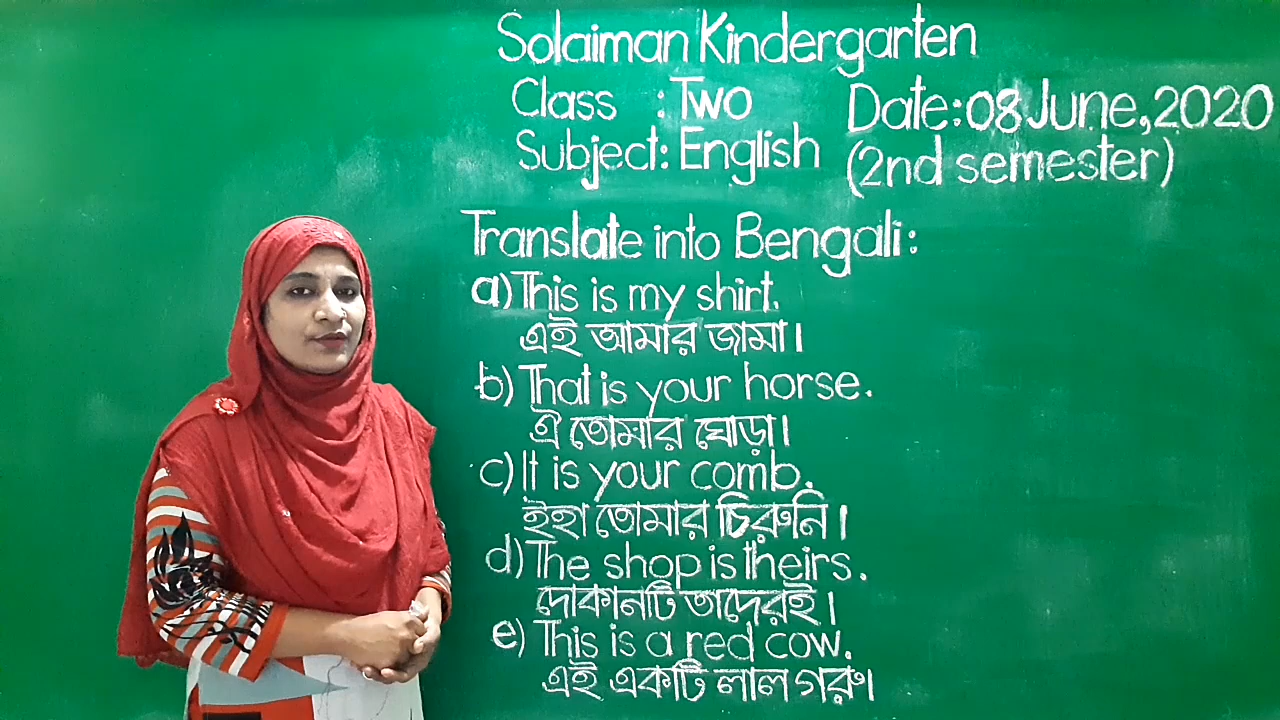 Solaiman Kindergarten
Class : Two
Subject: English
Date: 08 June, 2020
(2nd semester)
Translate into Bengali:
a) This is my shirt.
এই আমার জামা।
b) That is your horse.
ঐ তোমার ঘোড়া।
c) It is your comb.
ইহা তোমার চিরুনি।
d) The shop is theirs.
দোকানটি তাদেরই।
e) This is a red cow.
এই একটি লাল গরু।